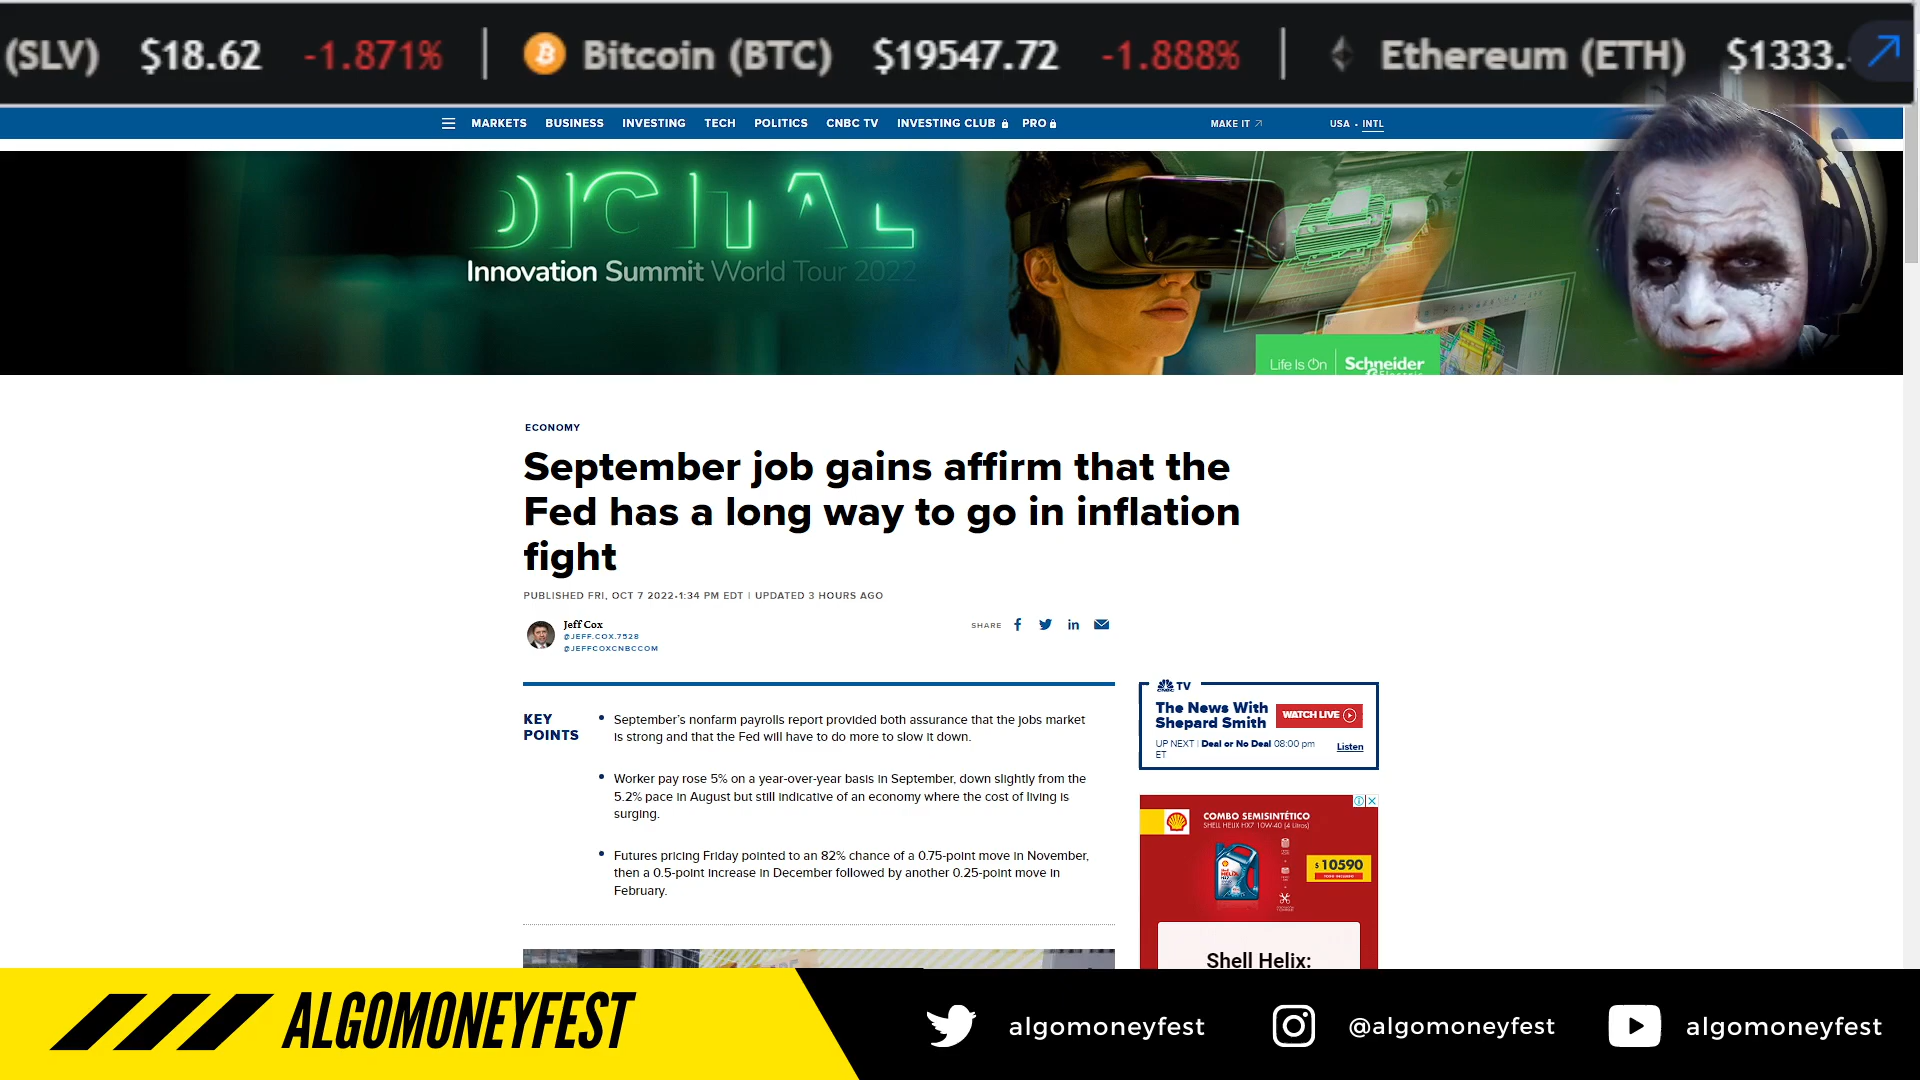 (SLV) $18.62 -1.871% Bitcoin (BTC) $19547.72 -1.888% Ethereum (ETH) $1333.
MARKETS BUSINESS INVESTING TECH POLITICS CNBC TV INVESTING CLUB PRO MAKE IT USA • INTL
DIGITAL
Innovation Summit World Tour 2022
Life Is On Schneider
Electric
ECONOMY
September job gains affirm that the
Fed has a long way to go in inflation
fight
PUBLISHED FRI, OCT 7 2022•1:34 PM EDT | UPDATED 3 HOURS AGO
Jeff Cox
@JEFF.COX.7528
@JEFFCOXCNBCCOM
SHARE
KEY
POINTS
September's nonfarm payrolls report provided both assurance that the jobs market
is strong and that the Fed will have to do more to slow it down.
Worker pay rose 5% on a year-over-year basis in September, down slightly from the
5.2% pace in August but still indicative of an economy where the cost of living is
surging.
Futures pricing Friday pointed to an 82% chance of a 0.75-point move in November,
then a 0.5-point increase in December followed by another 0.25-point move in
February.
CNBC TV
The News With
Shepard Smith
WATCH LIVE
UP NEXT | Deal or No Deal 08:00 pm
ET
Listen
COMBO SEMISINTÉTICO
SHELL HELIX HX7 10W-40 (4 Litros)
$ 10590
Shell Helix:
ALGOMONEYFEST
algomoneyfest
@algomoneyfest
algomoneyfest